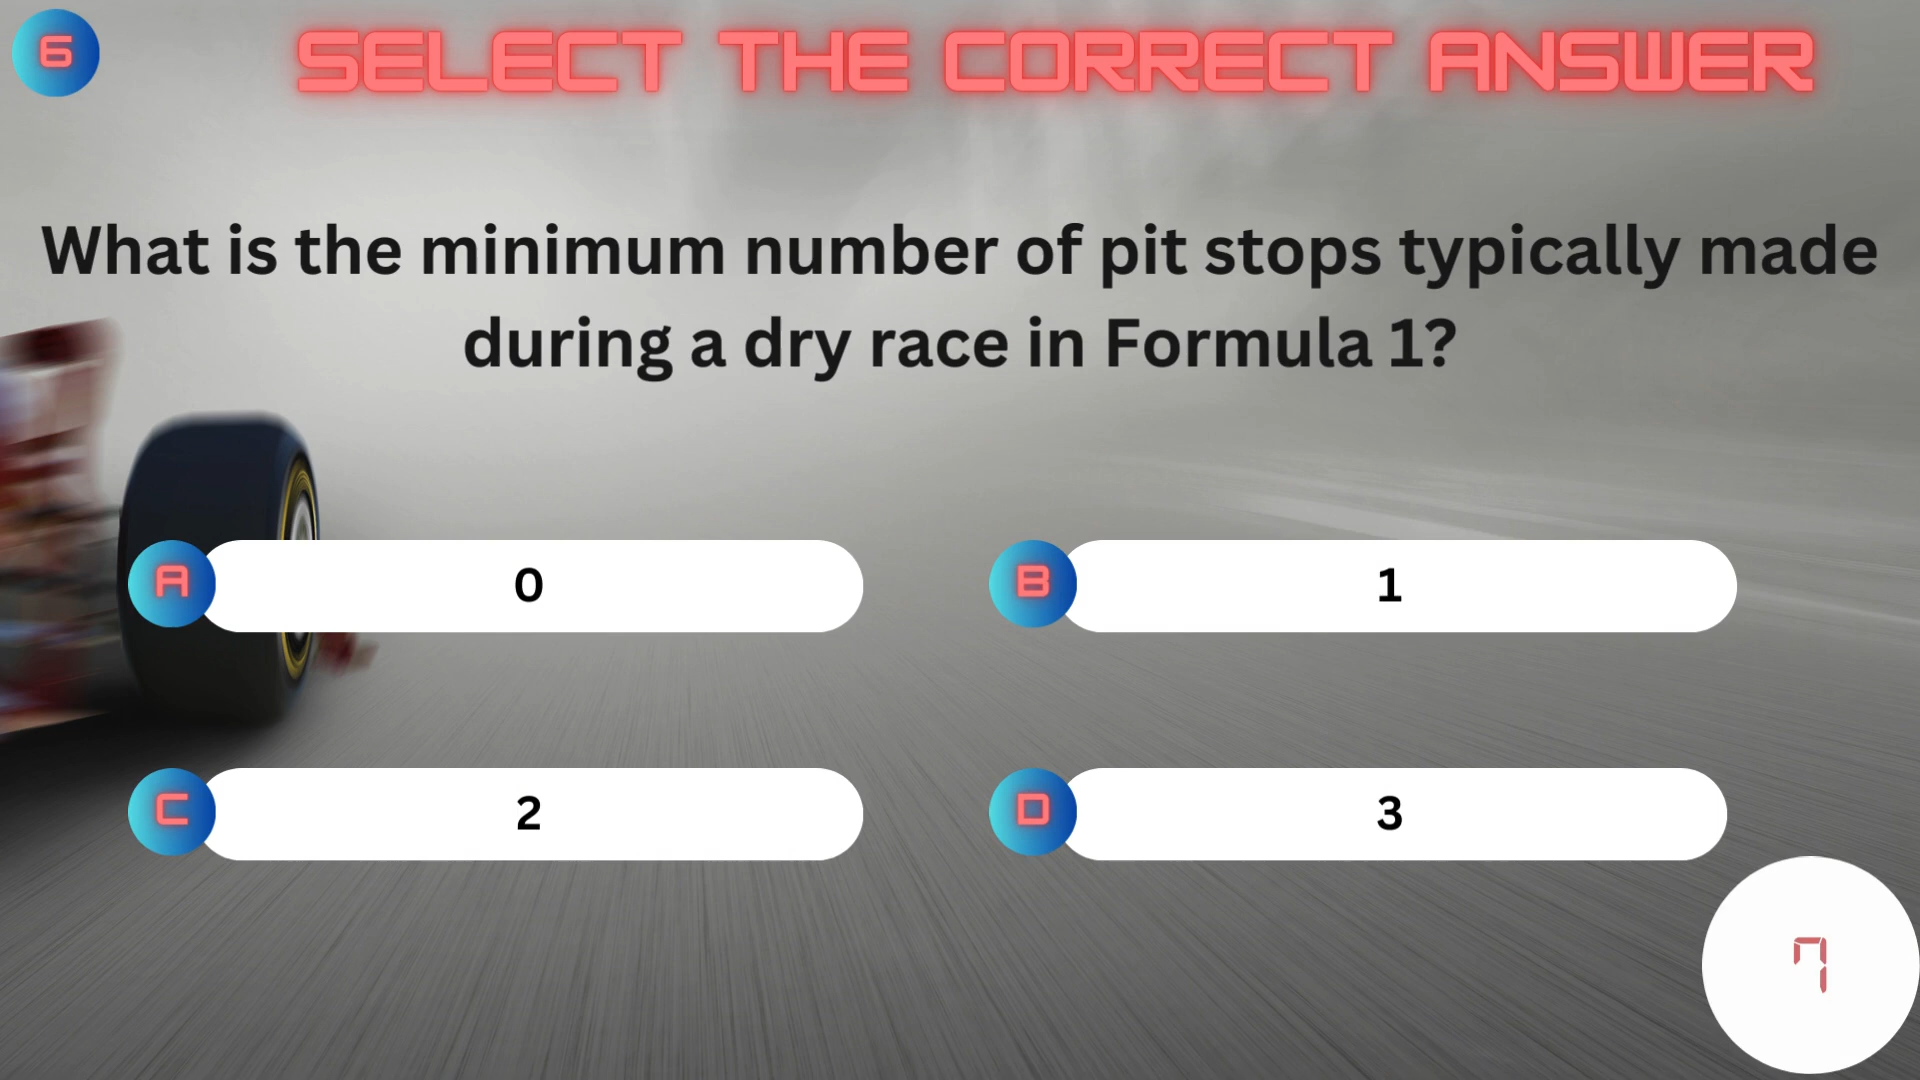 6
SELECT THE CORRECT ANSWER
What is the minimum number of pit stops typically made
during a dry race in Formula 1?
A 0
B 1
C 2
D 3
7